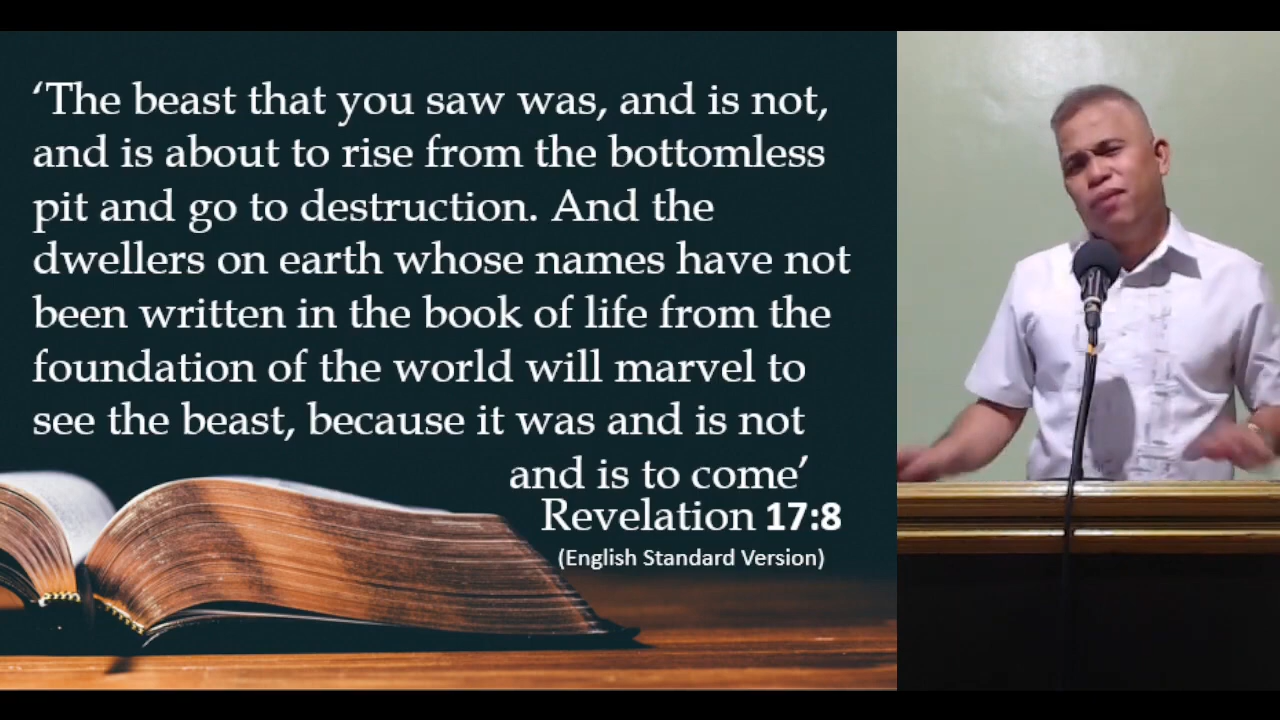 ‘The beast that you saw was, and is not,
and is about to rise from the bottomless
pit and go to destruction. And the
dwellers on earth whose names have not
been written in the book of life from the
foundation of the world will marvel to
see the beast, because it was and is not
and is to come’
Revelation 17:8
(English Standard Version)